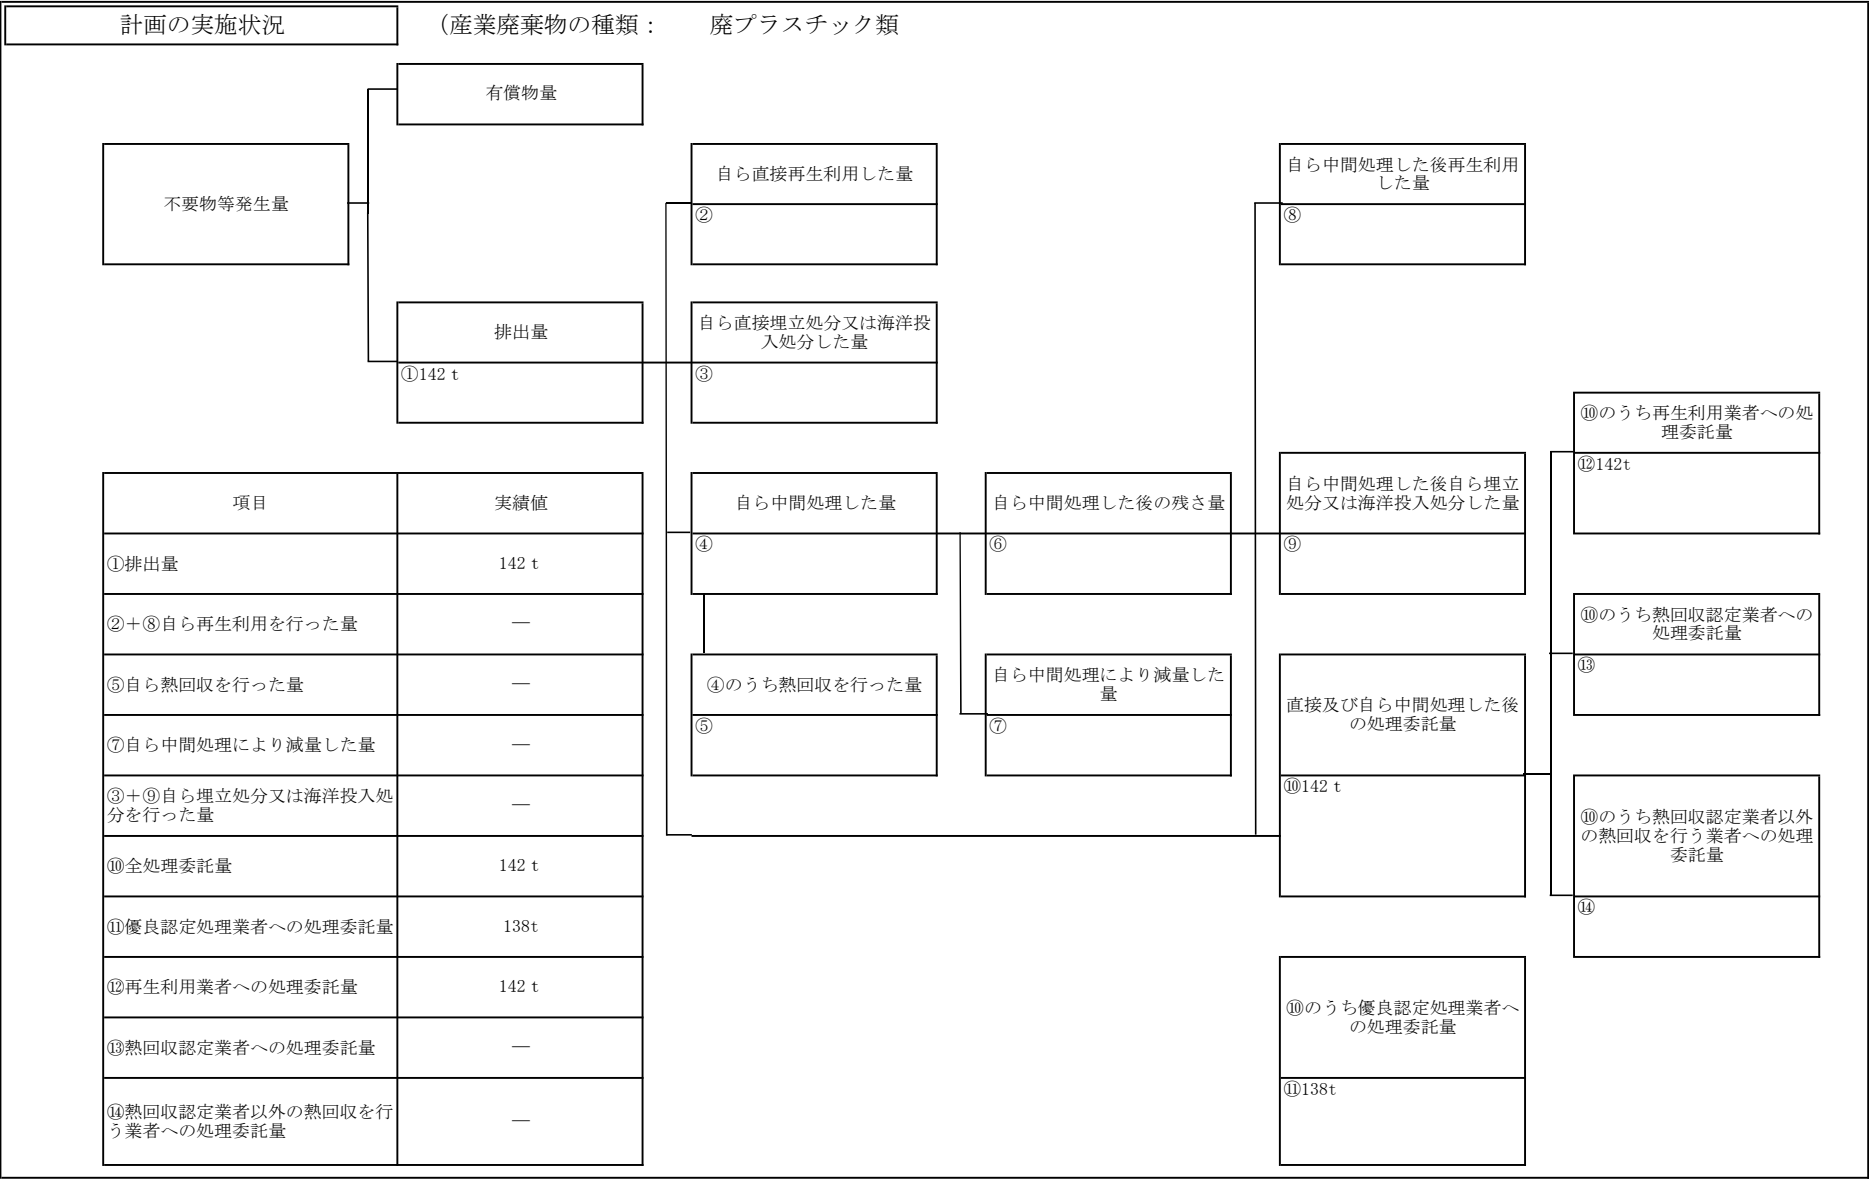 計画の実施状況
（産業廃棄物の種類： 廃プラスチック類
有償物量
不要物等発生量
自ら直接再生利用した量
②
自ら中間処理した後再生利用
した量
⑧
排出量
①142ｔ
自ら直接埋立処分又は海洋投
入処分した量
③
⑩のうち再生利用業者への処
理委託量
⑫142t
自ら中間処理した量
④
自ら中間処理した後の残さ量
⑥
自ら中間処理した後自ら埋立
処分又は海洋投入処分した量
⑨
⑩のうち熱回収認定業者への
処理委託量
⑬
④のうち熱回収を行った量
⑤
自ら中間処理により減量した
量
⑦
直接及び自ら中間処理した後
の処理委託量
⑩142ｔ
⑩のうち熱回収認定業者以外
の熱回収を行う業者への処理
委託量
⑭
⑩のうち優良認定処理業者へ
の処理委託量
⑪138t
項目 実績値
①排出量 142ｔ
②＋⑧自ら再生利用を行った量 ―
⑤自ら熱回収を行った量 ―
⑦自ら中間処理により減量した量 ―
③＋⑨自ら埋立処分又は海洋投入処
分を行った量 ―
⑩全処理委託量 142ｔ
⑪優良認定処理業者への処理委託量 138t
⑫再生利用業者への処理委託量 142ｔ
⑬熱回収認定業者への処理委託量 ―
⑭熱回収認定業者以外の熱回収を行
う業者への処理委託量 ―